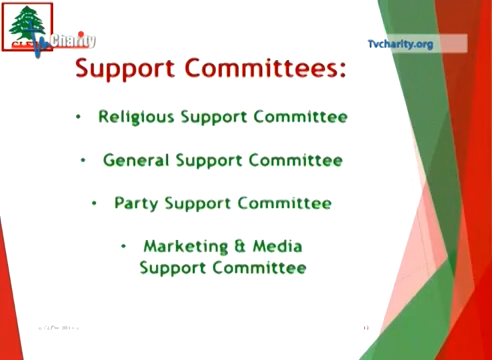 Charity
Tvcharity.org
Support Committees:
• Religious Support Committee
• General Support Committee
• Party Support Committee
• Marketing & Media
Support Committee